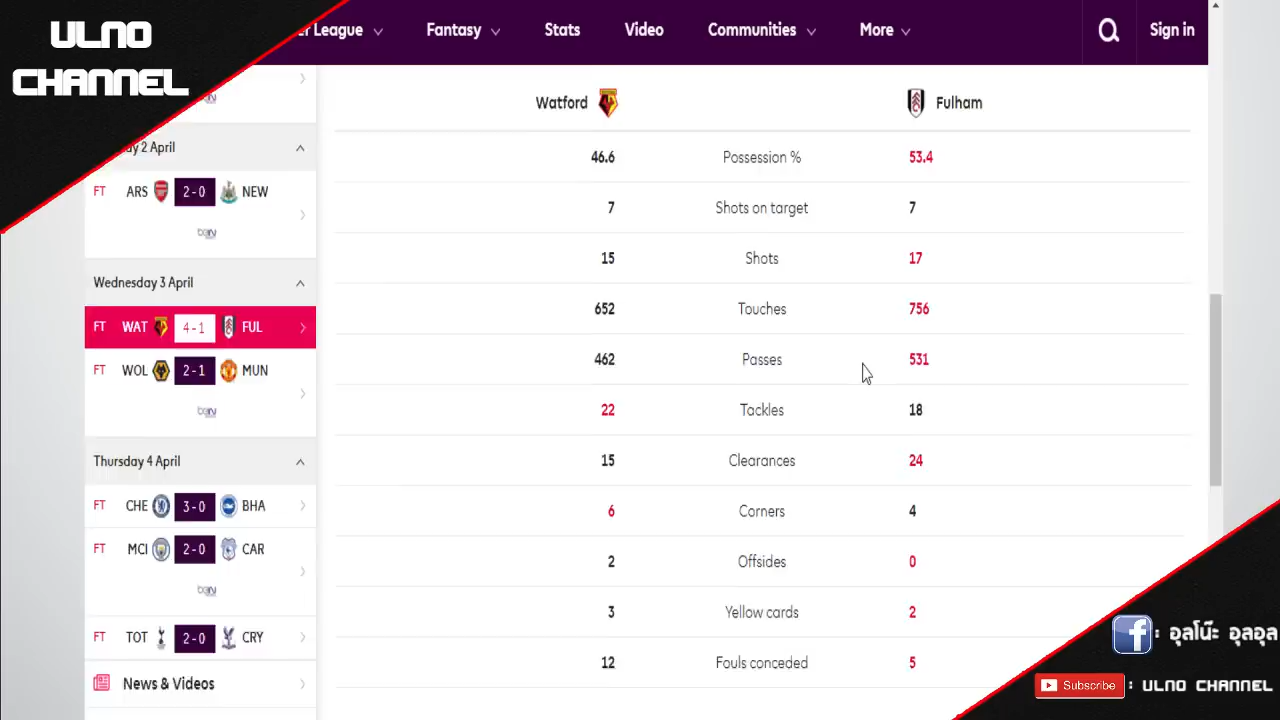 ULNO
CHANNEL
er League Fantasy Stats Video Communities More Sign in
y 2 April
FT ARS 2-0 NEW
beIN
Wednesday 3 April
FT WAT 4-1 FUL
FT WOL 2-1 MUN
beIN
Thursday 4 April
FT CHE 3-0 BHA
FT MCI 2-0 CAR
beIN
FT TOT 2-0 CRY
News & Videos
Watford Fulham
46.6 Possession % 53.4
7 Shots on target 7
15 Shots 17
652 Touches 756
462 Passes 531
22 Tackles 18
15 Clearances 24
6 Corners 4
2 Offsides 0
3 Yellow cards 2
12 Fouls conceded 5
f : อุลโน๊ะ อุลอุล
Subscribe : ULNO CHANNEL